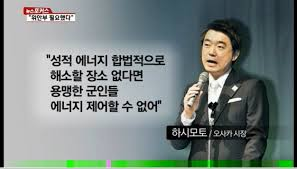 뉴스포커스
"위안부 필요했다"
"성적 에너지 합법적으로
해소할 장소 없다면
용맹한 군인들
에너지 제어할 수 없어"
하시모토 / 오사카 시장